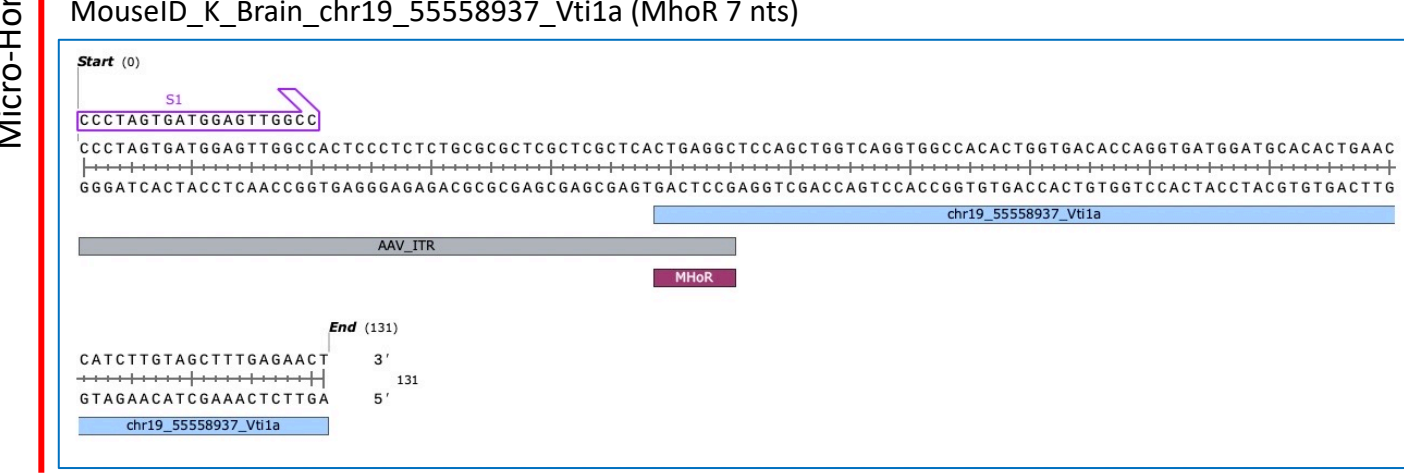 Micro-Hor
MouseID_K_Brain_chr19_55558937_Vti1a (MhoR 7 nts)
Start (0)
S1
CCCTAGTGATGGAGTTGGCC
CCCTAGTGATGGAGTTGGCCACTCCCTCTCTGCGCGCTCGCTCGCTCACTGAGGCTCCAGCTGGTCAGGTGGCCACACTGGTGACACCAGGTGATGGATGCACACTGAAC
GGGATCACTACCTCAACCGGTGAGGGAGAGACGCGCGAGCGAGCGAGTGACTCCGAGGTCGACCAGTCCACCGGTGTGACCACTGTGGTCCACTACCTACGTGTGACTTG
chr19_55558937_Vti1a
AAV_ITR
MHoR
End (131)
CATCTTGTAGCTTTGAGAACT 3′
131
GTAGAACATCGAAACTCTTGA 5′
chr19_55558937_Vti1a